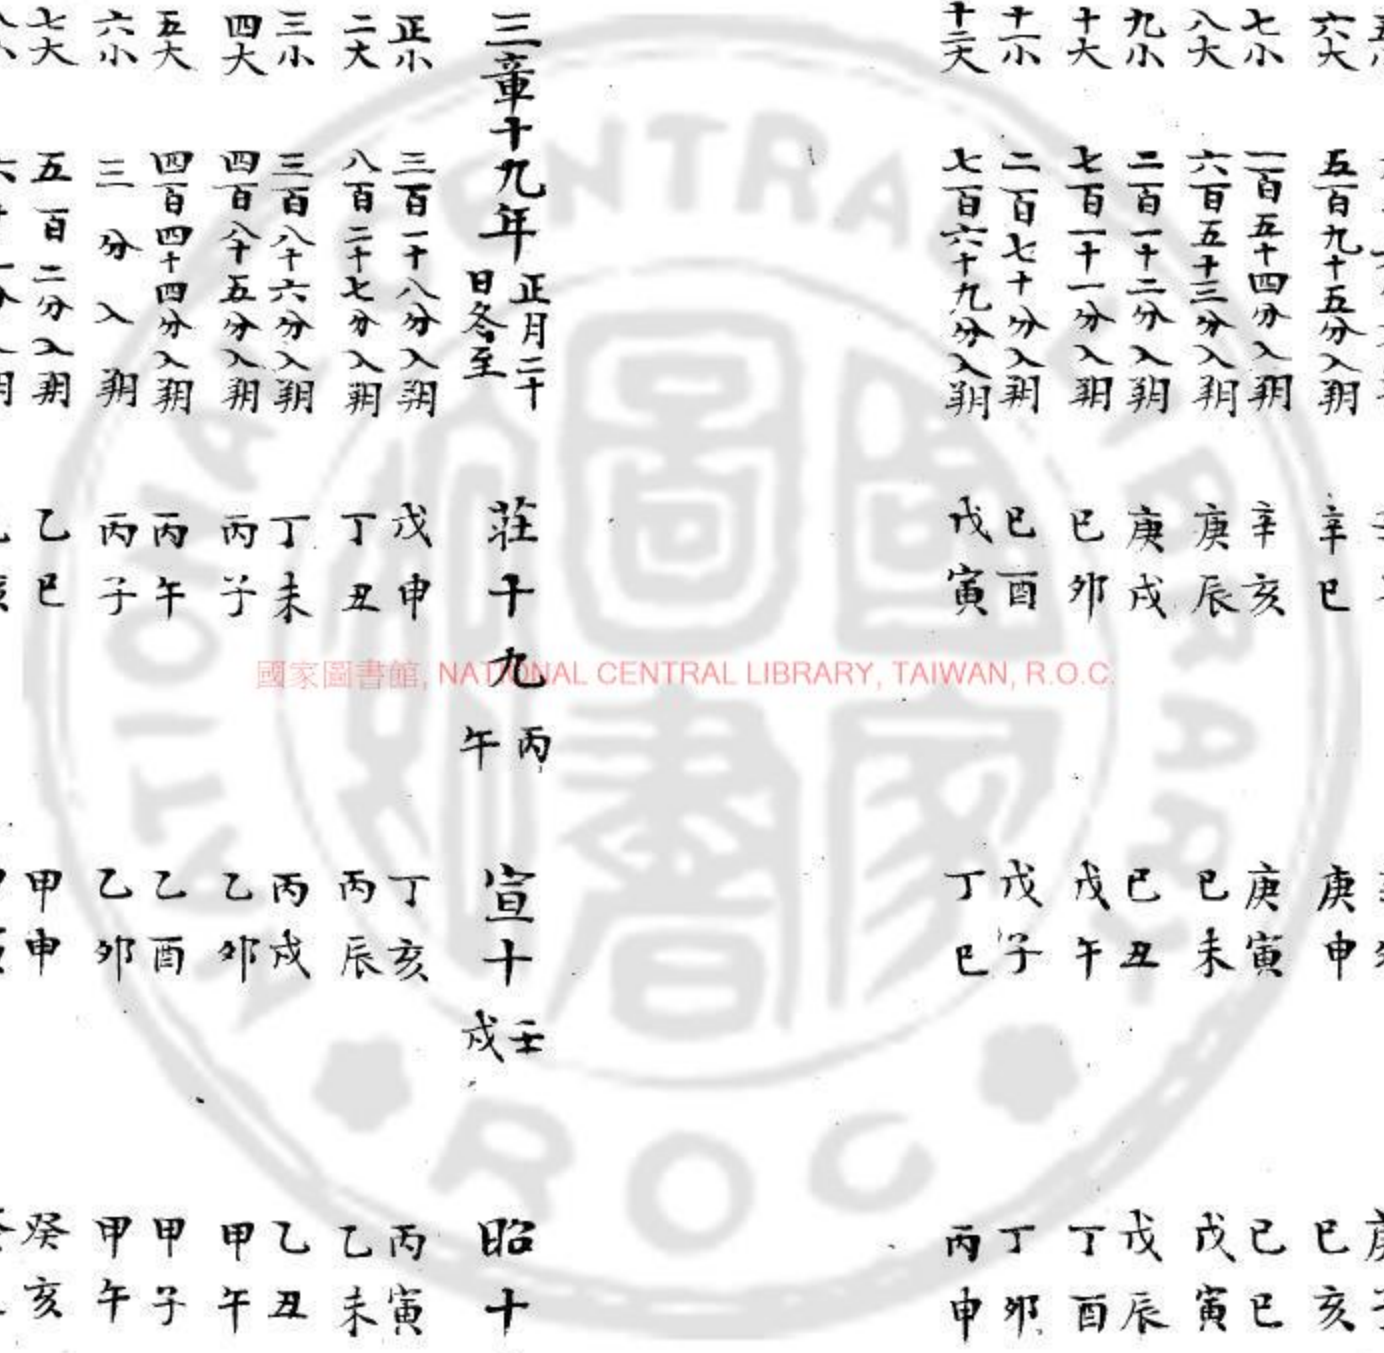 六大　五百九十五分入朔　辛巳　庚申　己亥
七小　一百五十四分入朔　辛亥　庚寅　己巳
八大　六百五十三分入朔　庚辰　己未　戊寅
九小　二百一十二分入朔　庚戌　己丑　戊辰
十大　七百一十一分入朔　己卯　戊午　丁酉
十一小　二百七十分入朔　己酉　戊子　丁卯
十二大　七百六十九分入朔　戊寅　丁巳　丙申
三章十九年　正月二十日冬至　莊十九丙午　宣十壬戌　昭十
正小　三百一十八分入朔　戊申　丁亥　丙寅
二大　八百二十七分入朔　丁丑　丙辰　乙未
三小　三百八十六分入朔　丁未　丙戌　乙丑
四大　四百八十五分入朔　丙子　乙卯　甲午
五大　四百四十四分入朔　丙午　乙酉　甲子
六小　三分入朔　丙子　乙卯　甲午
七大　五百二分入朔　乙巳　甲申　癸亥
國家圖書館, NATIONAL CENTRAL LIBRARY, TAIWAN, R.O.C.